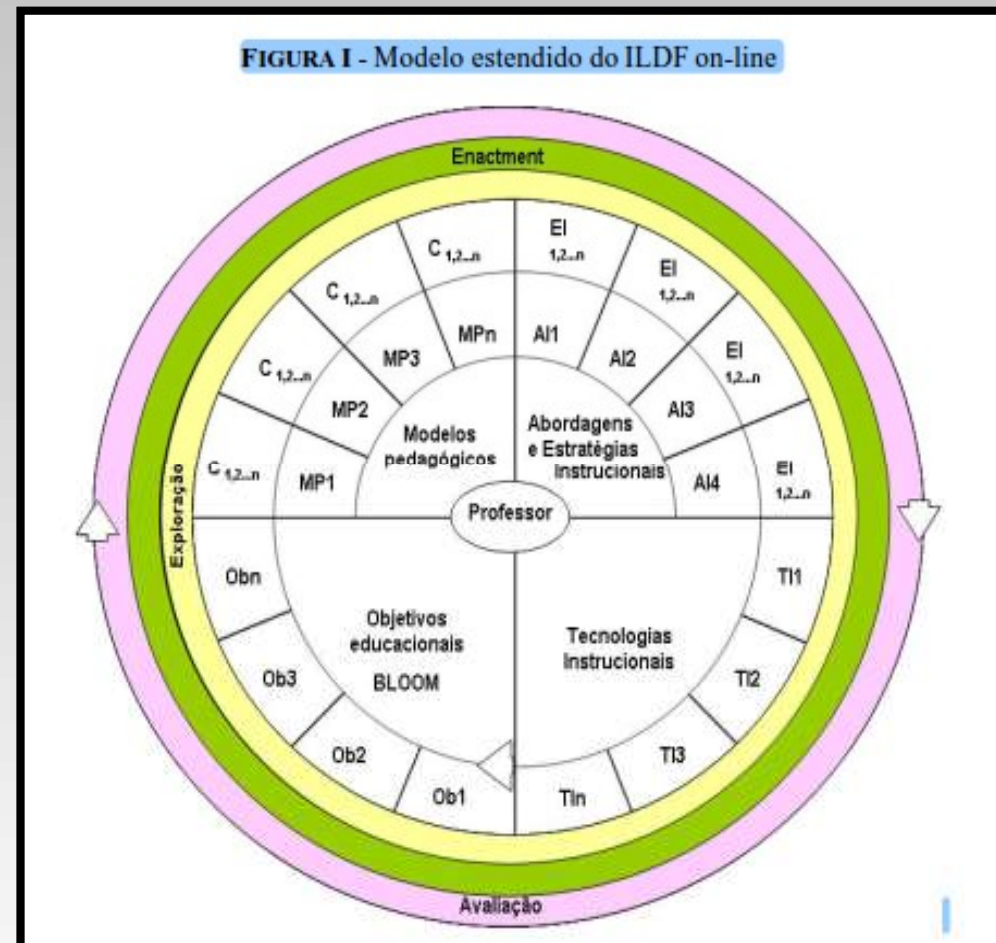 FIGURA I - Modelo estendido do ILDF on-line
Enactment
C 1,2...n
EI
1,2...n
C 1,2...n
EI
1,2...n
C 1,2...n
EI
1,2...n
C 1,2...n
EI
1,2...n
MPn
AI1
MP3
AI2
MP2
AI3
MP1
AI4
Modelos
pedagógicos
Abordagens
e Estratégias
Instrucionais
Professor
Exploração
Obn
TI1
Objetivos
educacionais
BLOOM
Tecnologias
Instrucionais
Ob3
TI2
Ob2
TI3
Ob1
TIn
Avaliação